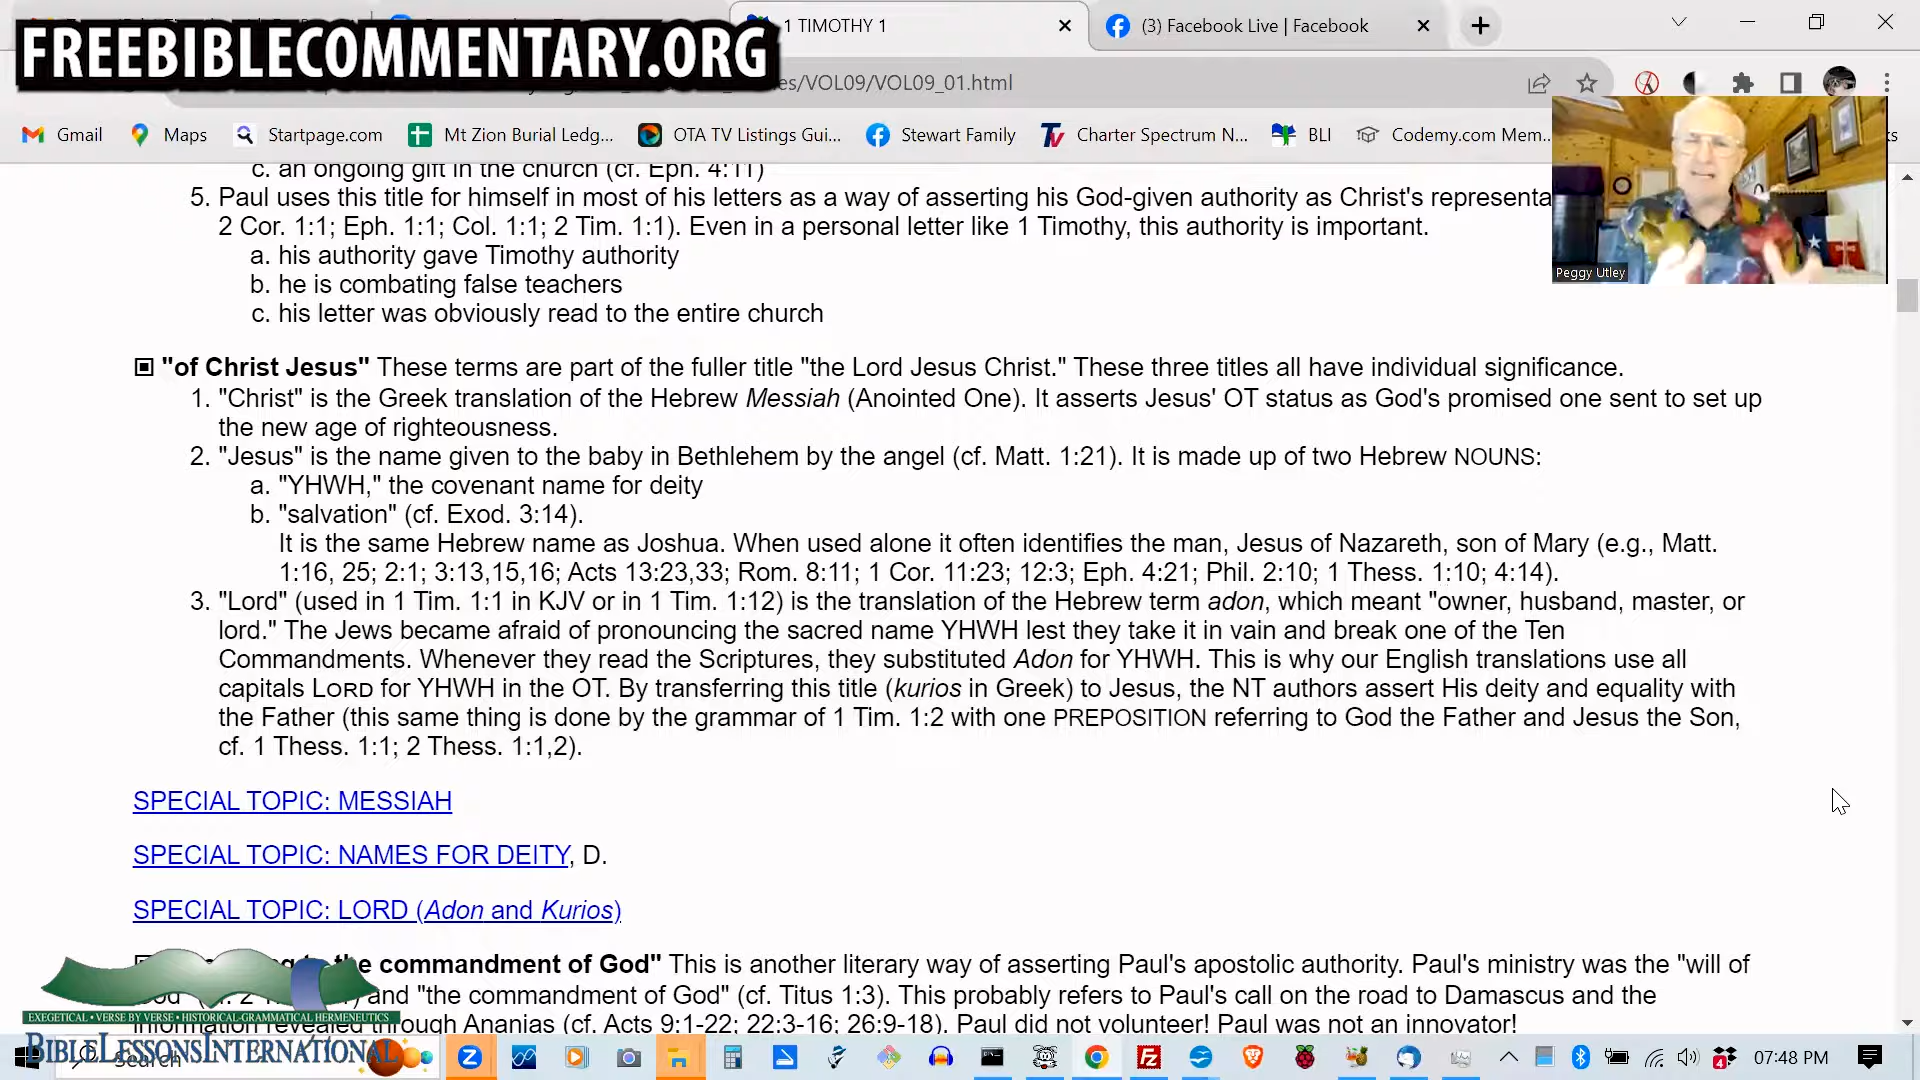 FREEBIBLECOMMENTARY.ORG
1 TIMOTHY 1
(3) Facebook Live | Facebook
es/VOL09/VOL09_01.html
Gmail
Maps
Startpage.com
Mt Zion Burial Ledg...
OTA TV Listings Gui...
Stewart Family
Charter Spectrum N...
BLI
Codemy.com Mem...
c. an ongoing gift in the church (cf. Eph. 4:11)
5. Paul uses this title for himself in most of his letters as a way of asserting his God-given authority as Christ's representa
2 Cor. 1:1; Eph. 1:1; Col. 1:1; 2 Tim. 1:1). Even in a personal letter like 1 Timothy, this authority is important.
a. his authority gave Timothy authority
b. he is combating false teachers
c. his letter was obviously read to the entire church
Peggy Utley
"of Christ Jesus" These terms are part of the fuller title "the Lord Jesus Christ." These three titles all have individual significance.
1. "Christ" is the Greek translation of the Hebrew Messiah (Anointed One). It asserts Jesus' OT status as God's promised one sent to set up
the new age of righteousness.
2. "Jesus" is the name given to the baby in Bethlehem by the angel (cf. Matt. 1:21). It is made up of two Hebrew NOUNS:
a. "YHWH," the covenant name for deity
b. "salvation" (cf. Exod. 3:14).
It is the same Hebrew name as Joshua. When used alone it often identifies the man, Jesus of Nazareth, son of Mary (e.g., Matt.
1:16, 25; 2:1; 3:13,15,16; Acts 13:23,33; Rom. 8:11; 1 Cor. 11:23; 12:3; Eph. 4:21; Phil. 2:10; 1 Thess. 1:10; 4:14).
3. "Lord" (used in 1 Tim. 1:1 in KJV or in 1 Tim. 1:12) is the translation of the Hebrew term adon, which meant "owner, husband, master, or
lord." The Jews became afraid of pronouncing the sacred name YHWH lest they take it in vain and break one of the Ten
Commandments. Whenever they read the Scriptures, they substituted Adon for YHWH. This is why our English translations use all
capitals LORD for YHWH in the OT. By transferring this title (kurios in Greek) to Jesus, the NT authors assert His deity and equality with
the Father (this same thing is done by the grammar of 1 Tim. 1:2 with one PREPOSITION referring to God the Father and Jesus the Son,
cf. 1 Thess. 1:1; 2 Thess. 1:1,2).
SPECIAL TOPIC: MESSIAH
SPECIAL TOPIC: NAMES FOR DEITY, D.
SPECIAL TOPIC: LORD (Adon and Kurios)
the commandment of God" This is another literary way of asserting Paul's apostolic authority. Paul's ministry was the "will of
and "the commandment of God" (cf. Titus 1:3). This probably refers to Paul's call on the road to Damascus and the
information revealed through Ananias (cf. Acts 9:1-22; 22:3-16; 26:9-18). Paul did not volunteer! Paul was not an innovator!
EXEGETICAL • VERSE BY VERSE • HISTORICAL-GRAMMATICAL HERMENEUTICS
BIBLELESSONSINTERNATIONAL
Search
07:48 PM